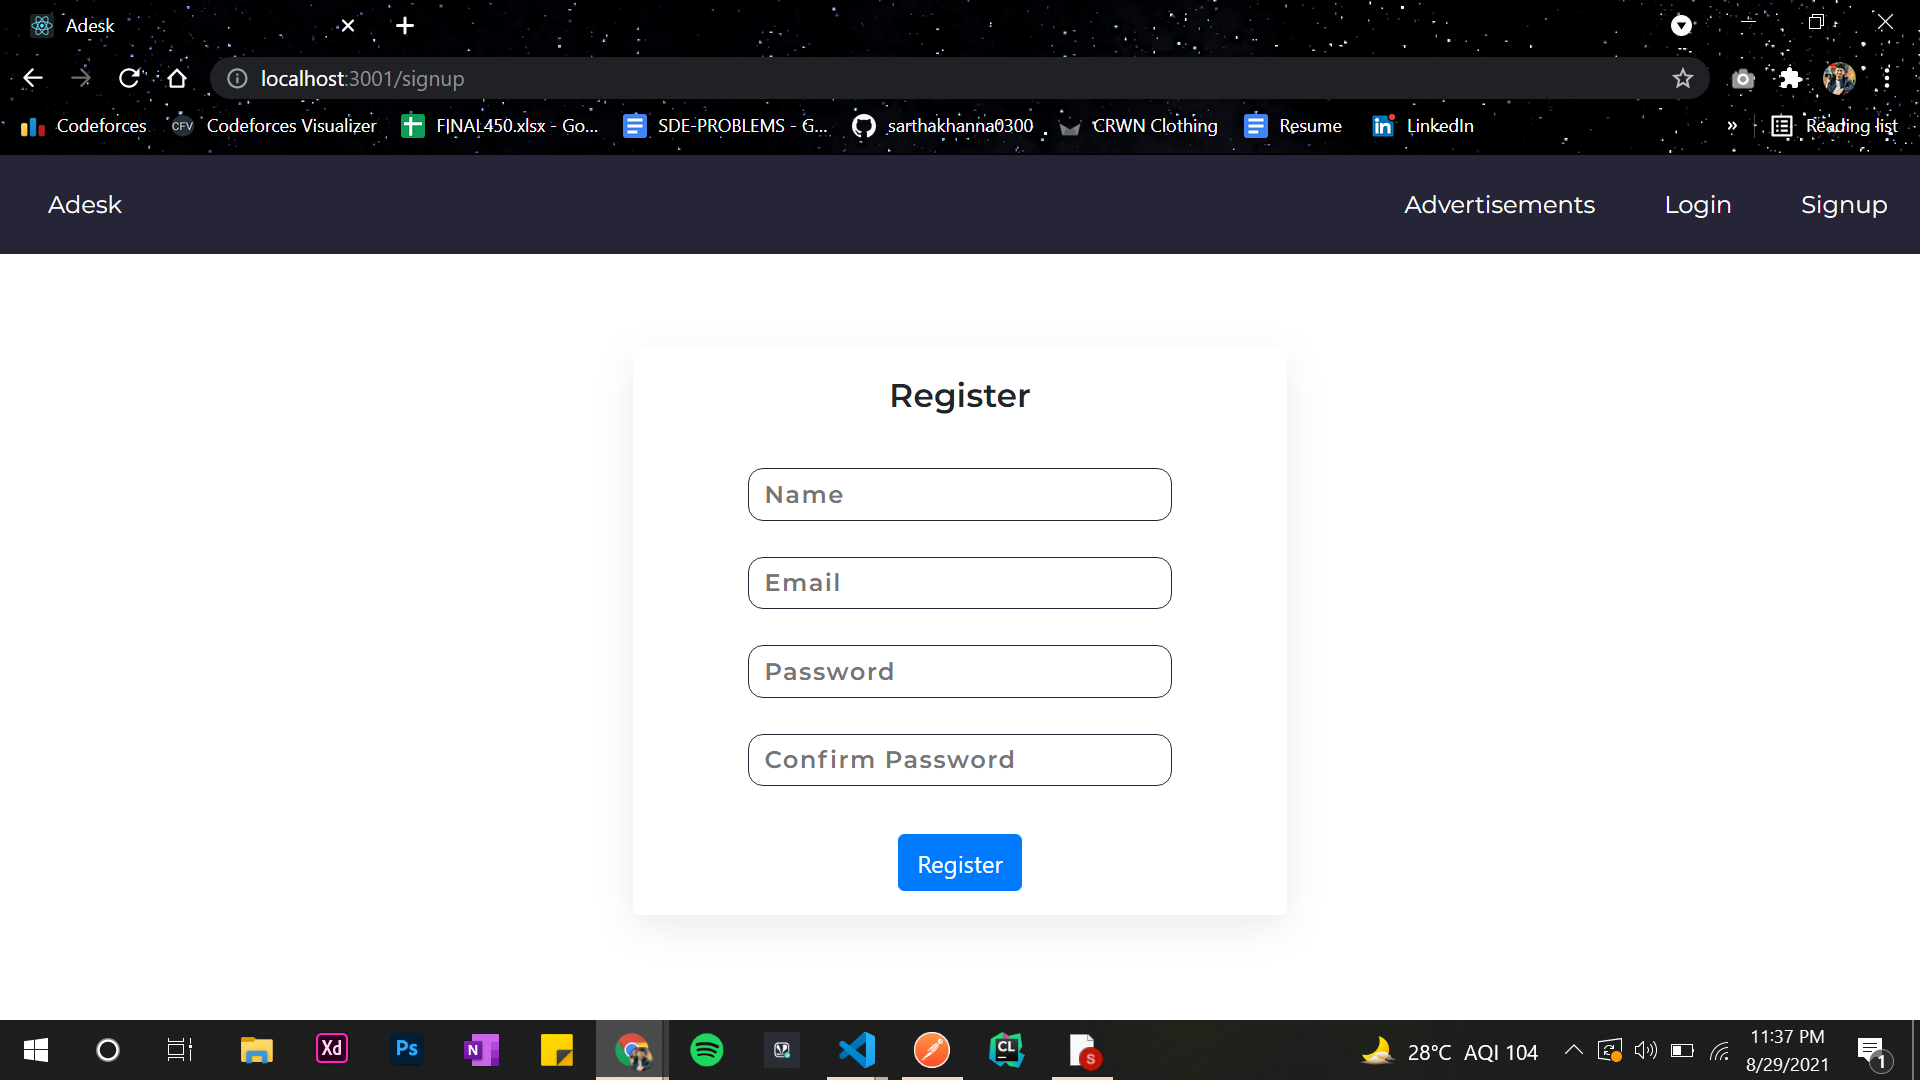 Adesk
localhost:3001/signup
Codeforces
CFV Codeforces Visualizer
FINAL450.xlsx - Go...
SDE-PROBLEMS - G...
sarthakhanna0300
CRWN Clothing
Resume
in LinkedIn
»
Reading list
Adesk
Advertisements
Login
Signup
Register
Name
Email
Password
Confirm Password
Register
Xd
Ps
N
CL
S
28°C AQI 104
11:37 PM
8/29/2021
1